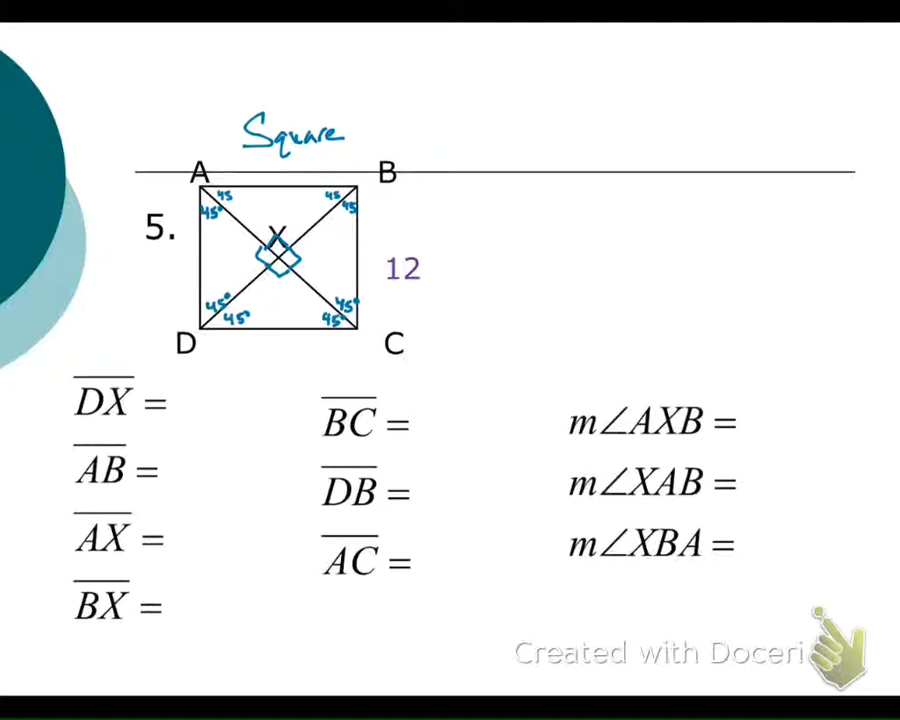 Square
A B
45 45
45° 45
5. X
12
45° 45°
45° 45°
D C
DX =
BC =
m∠AXB =
AB =
DB =
m∠XAB =
AX =
AC =
m∠XBA =
BX =
Created with Doceri